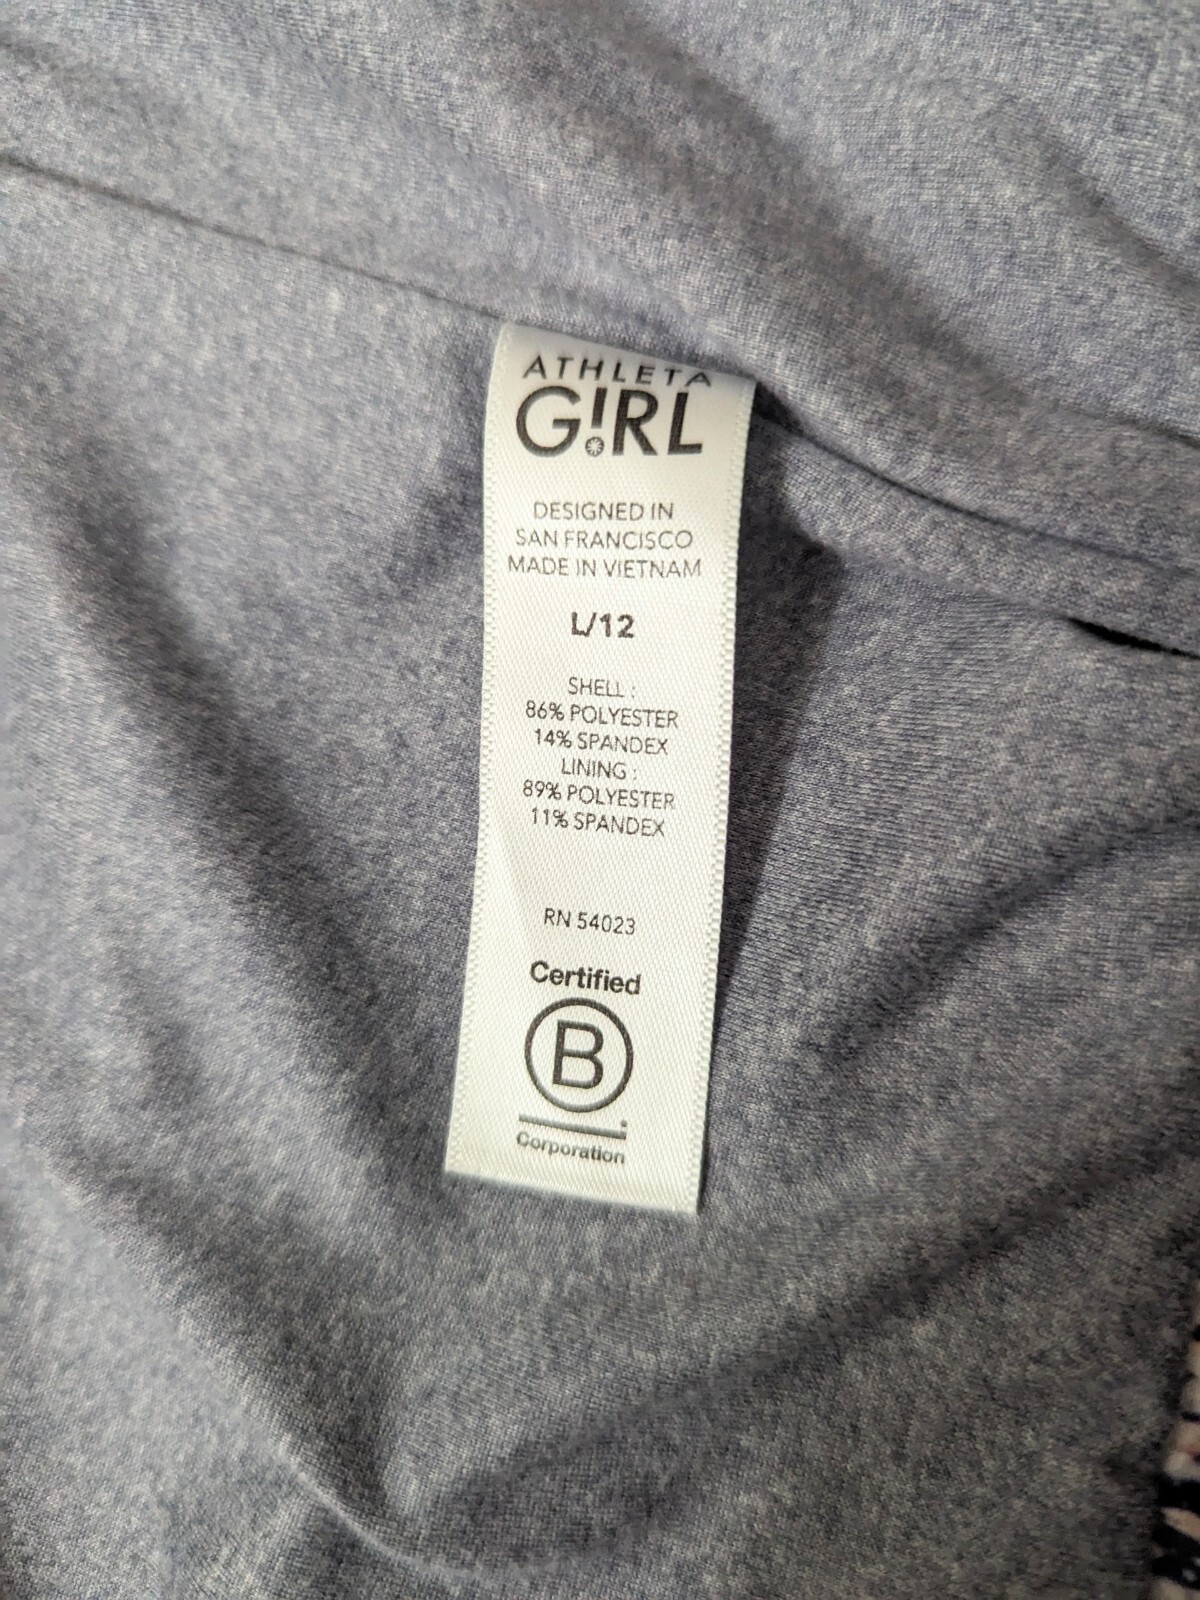 ATHLETA
G!RL
DESIGNED IN
SAN FRANCISCO
MADE IN VIETNAM
L/12
SHELL :
86% POLYESTER
14% SPANDEX
LINING :
89% POLYESTER
11% SPANDEX
RN 54023
Certified
B
Corporation